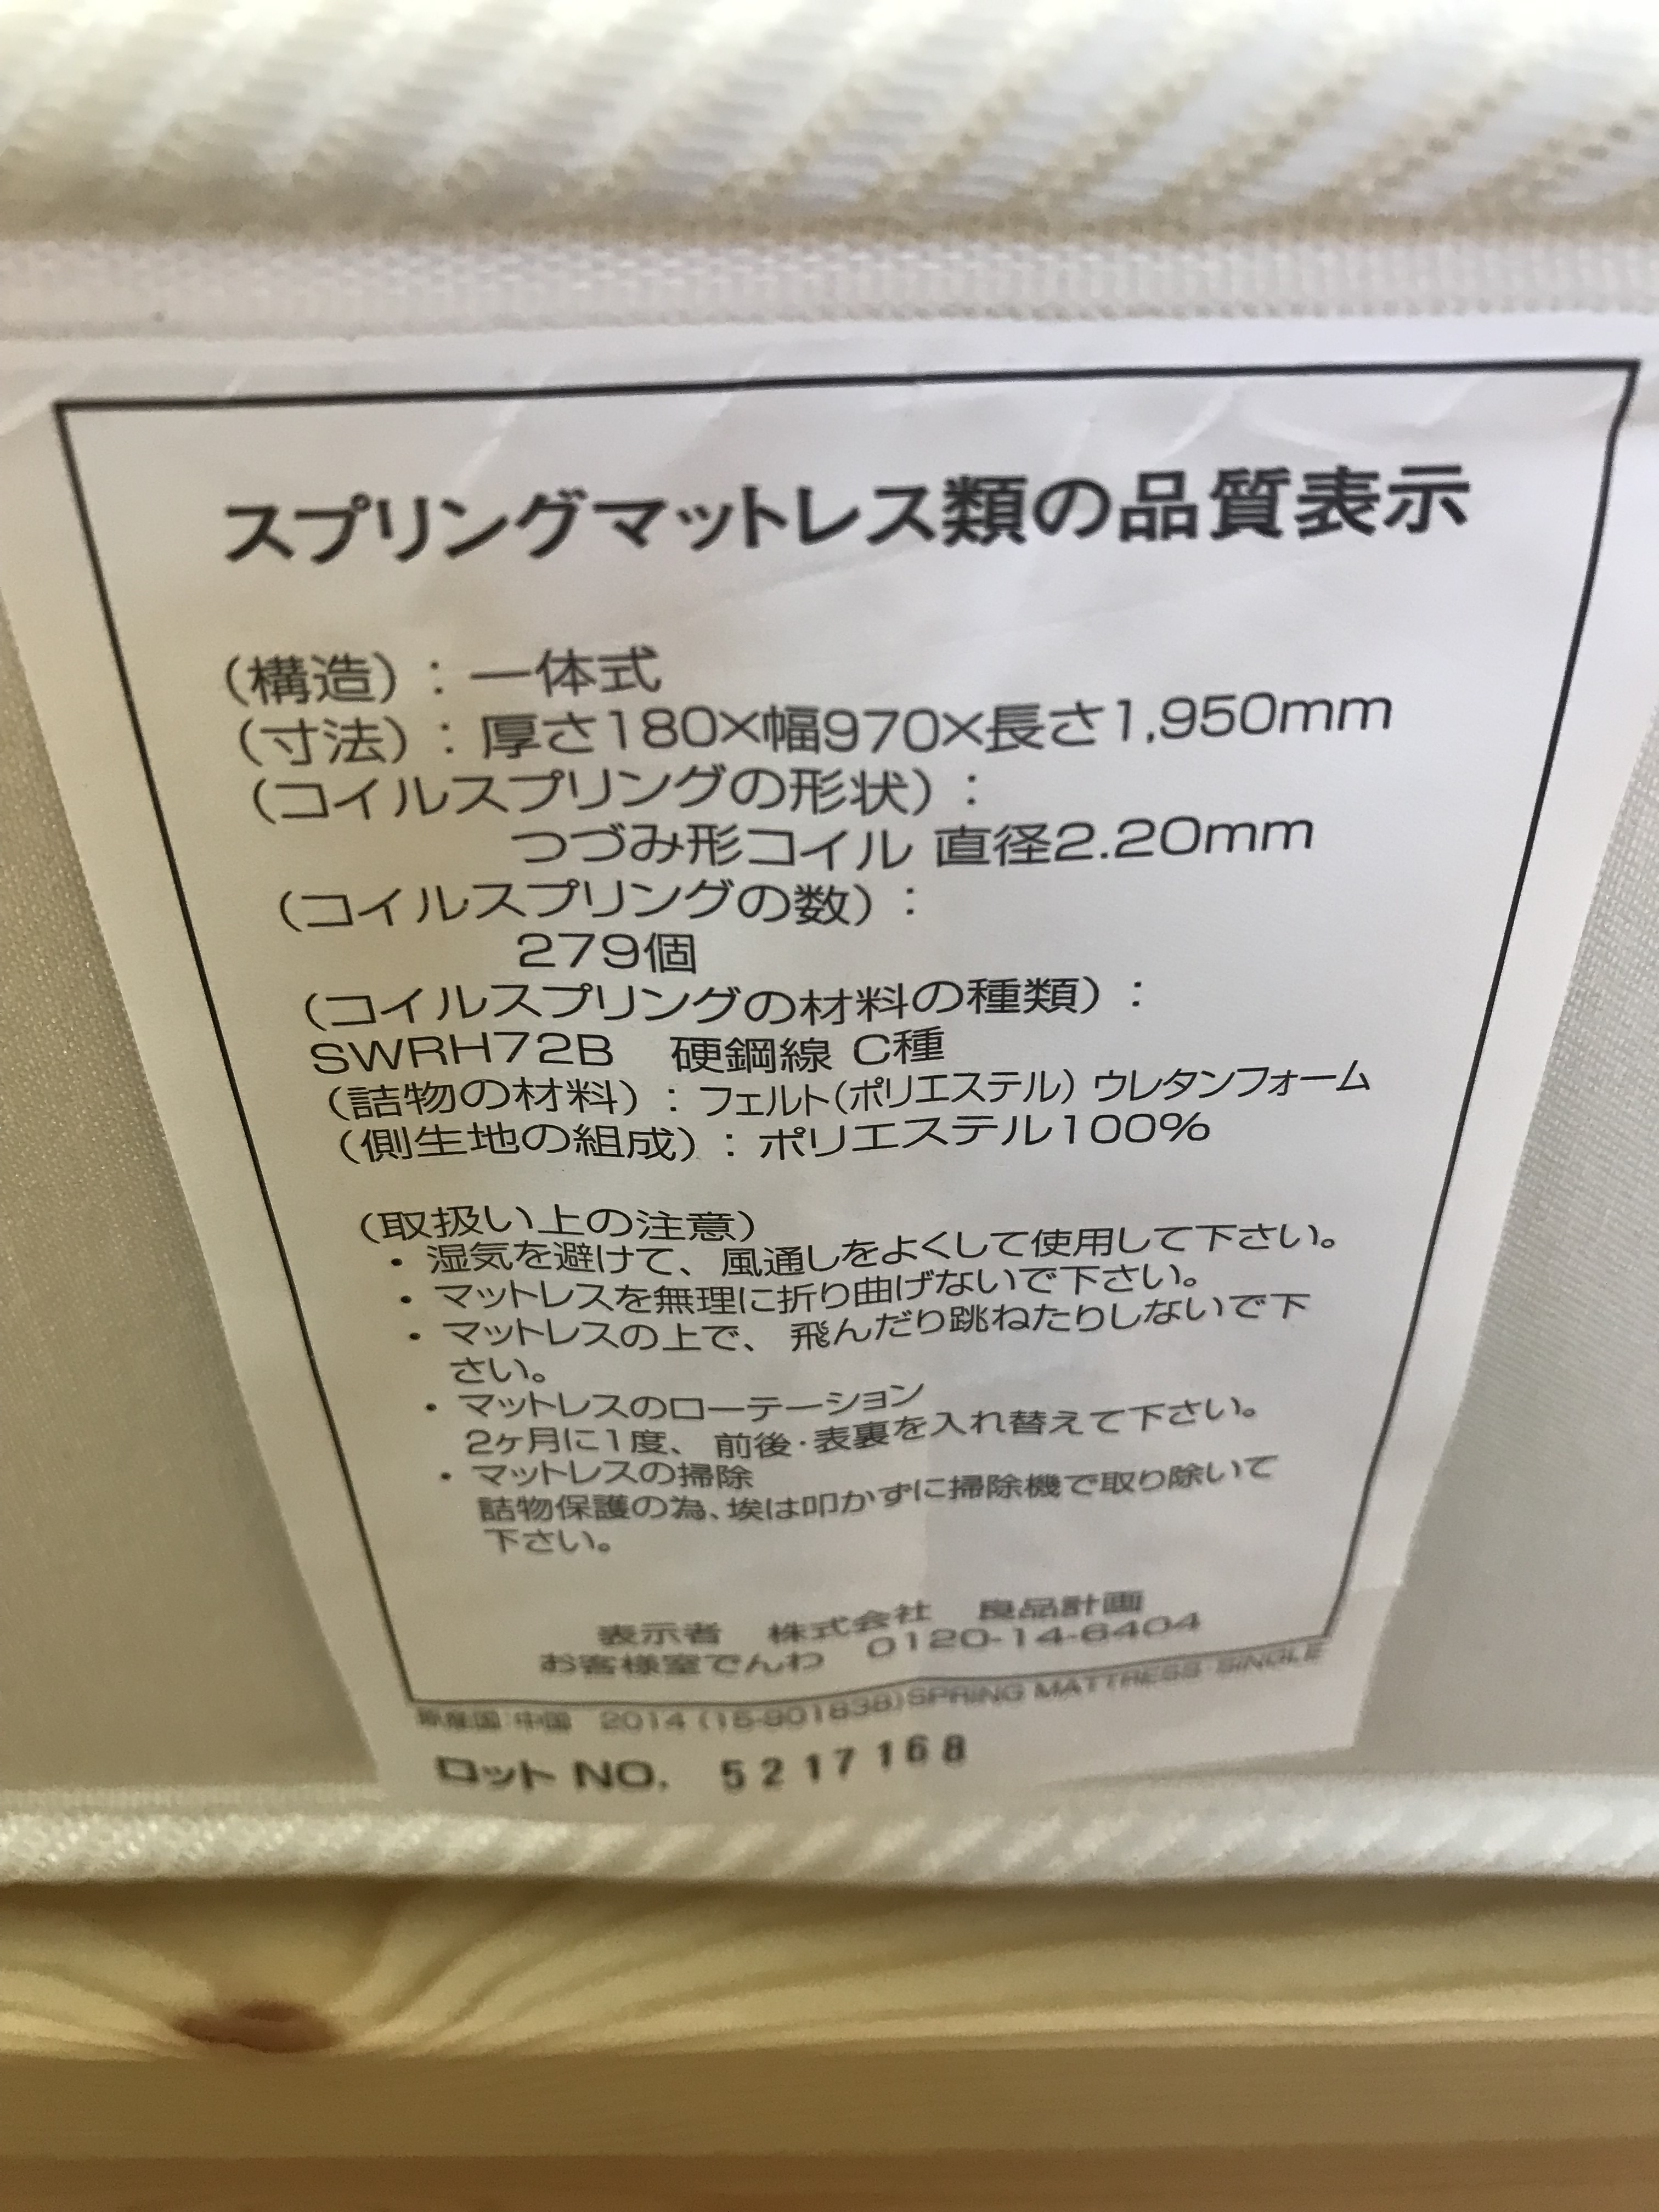 スプリングマットレス類の品質表示
(構造)：一体式
(寸法)：厚さ180×幅970×長さ1,950mm
(コイルスプリングの形状)：
つづみ形コイル 直径2.20mm
(コイルスプリングの数)：
279個
(コイルスプリングの材料の種類)：
SWRH72B　硬鋼線 C種
(詰物の材料)：フェルト(ポリエステル) ウレタンフォーム
(側生地の組成)：ポリエステル100%
(取扱い上の注意)
・湿気を避けて、風通しをよくして使用して下さい。
・マットレスを無理に折り曲げないで下さい。
・マットレスの上で、飛んだり跳ねたりしないで下
さい。
・マットレスのローテーション
2ヶ月に1度、前後・表裏を入れ替えて下さい。
・マットレスの掃除
詰物保護の為、埃は叩かずに掃除機で取り除いて
下さい。
表示者　株式会社　良品計画
お客様室でんわ　0120-14-6404
原産国：中国　2014 (15-801838) SPRING MATTRESS・SINGLE
ロット NO. 5217168